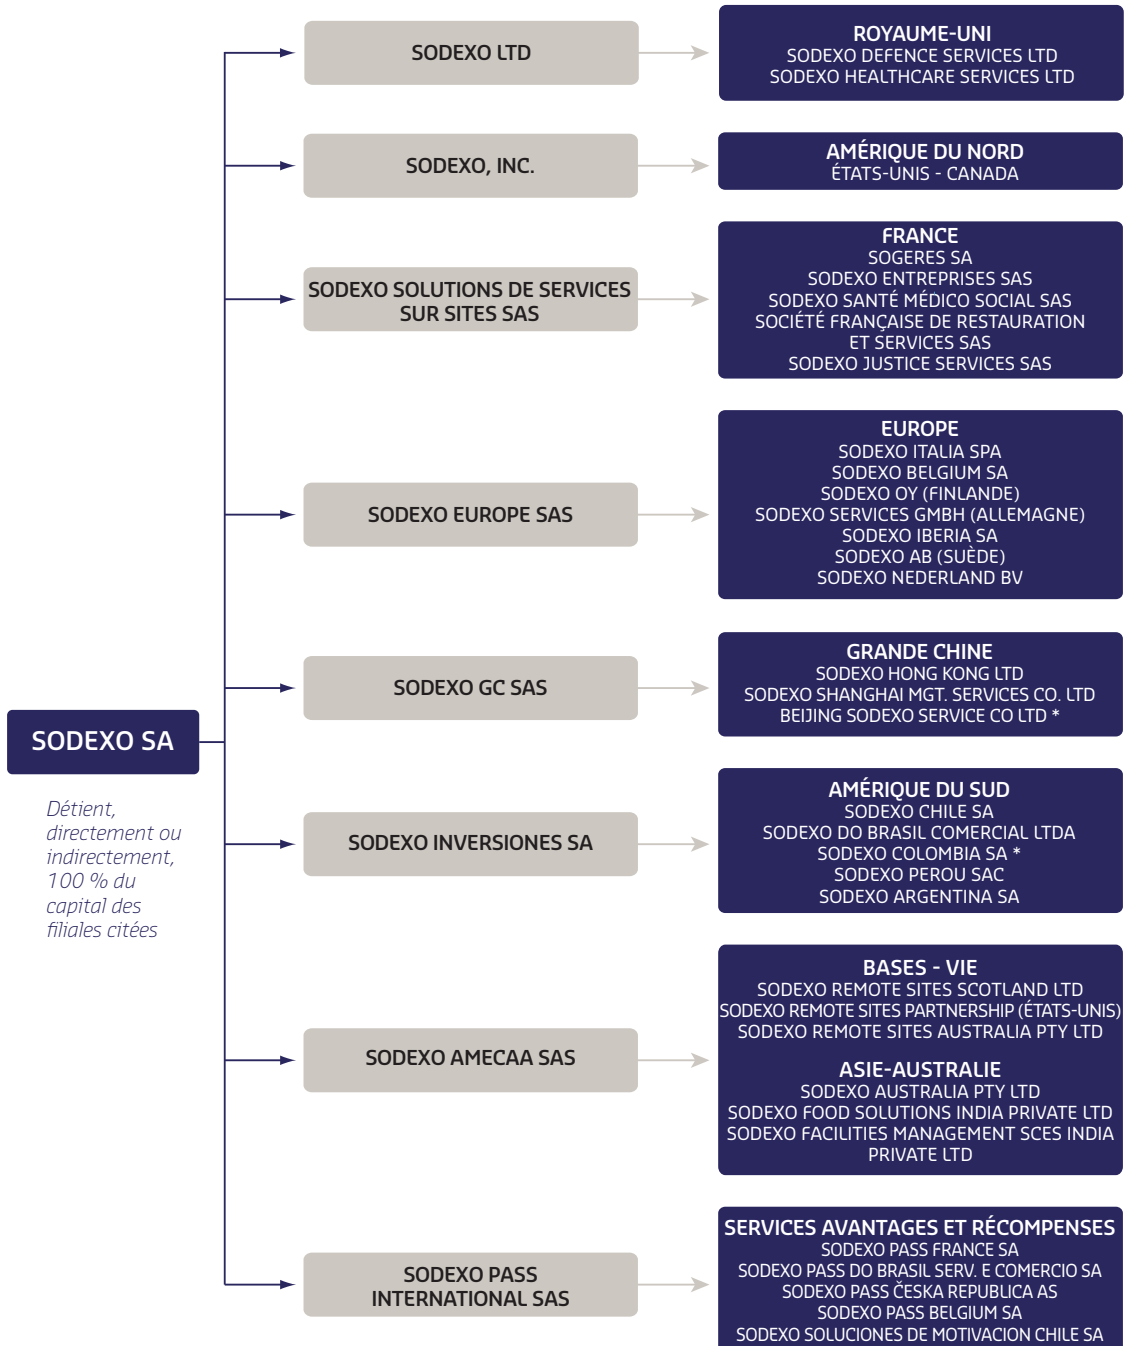 SODEXO SA
Détient,
directement ou
indirectement,
100 % du
capital des
filiales citées
SODEXO LTD
ROYAUME-UNI
SODEXO DEFENCE SERVICES LTD
SODEXO HEALTHCARE SERVICES LTD
SODEXO, INC.
AMÉRIQUE DU NORD
ÉTATS-UNIS - CANADA
SODEXO SOLUTIONS DE SERVICES
SUR SITES SAS
FRANCE
SOGERES SA
SODEXO ENTREPRISES SAS
SODEXO SANTÉ MÉDICO SOCIAL SAS
SOCIÉTÉ FRANÇAISE DE RESTAURATION
ET SERVICES SAS
SODEXO JUSTICE SERVICES SAS
SODEXO EUROPE SAS
EUROPE
SODEXO ITALIA SPA
SODEXO BELGIUM SA
SODEXO OY (FINLANDE)
SODEXO SERVICES GMBH (ALLEMAGNE)
SODEXO IBERIA SA
SODEXO AB (SUÈDE)
SODEXO NEDERLAND BV
SODEXO GC SAS
GRANDE CHINE
SODEXO HONG KONG LTD
SODEXO SHANGHAI MGT. SERVICES CO. LTD
BEIJING SODEXO SERVICE CO LTD *
SODEXO INVERSIONES SA
AMÉRIQUE DU SUD
SODEXO CHILE SA
SODEXO DO BRASIL COMERCIAL LTDA
SODEXO COLOMBIA SA *
SODEXO PEROU SAC
SODEXO ARGENTINA SA
SODEXO AMECAA SAS
BASES - VIE
SODEXO REMOTE SITES SCOTLAND LTD
SODEXO REMOTE SITES PARTNERSHIP (ÉTATS-UNIS)
SODEXO REMOTE SITES AUSTRALIA PTY LTD
ASIE-AUSTRALIE
SODEXO AUSTRALIA PTY LTD
SODEXO FOOD SOLUTIONS INDIA PRIVATE LTD
SODEXO FACILITIES MANAGEMENT SCES INDIA
PRIVATE LTD
SODEXO PASS
INTERNATIONAL SAS
SERVICES AVANTAGES ET RÉCOMPENSES
SODEXO PASS FRANCE SA
SODEXO PASS DO BRASIL SERV. E COMERCIO SA
SODEXO PASS ČESKA REPUBLICA AS
SODEXO PASS BELGIUM SA
SODEXO SOLUCIONES DE MOTIVACION CHILE SA